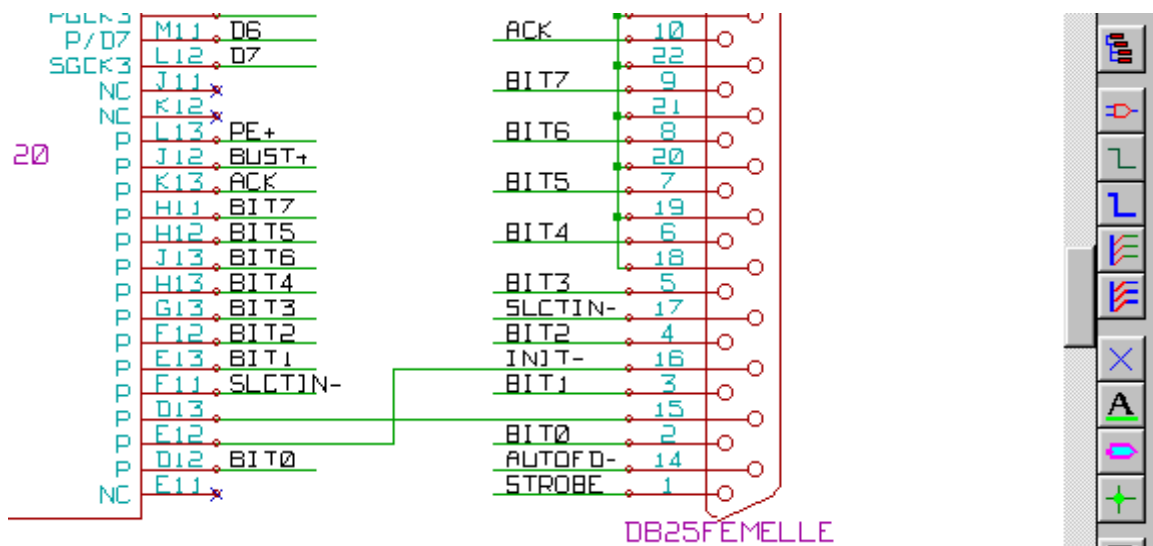 PGCK3
P/D7 M11 D6 ACK 10
SGCK3 L12 D7 22
NC J11 BIT7 9
NC K12 21
P L13 PE+ BIT6 8
20 P J12 BUST+ 20
P K13 ACK BIT5 7
P H11 BIT7 19
P H12 BIT5 BIT4 6
P J13 BIT6 18
P H13 BIT4 BIT3 5
P G13 BIT3 SLCTIN- 17
P F12 BIT2 BIT2 4
P E13 BIT1 INIT- 16
P F11 SLCTIN- BIT1 3
P D13 15
P E12 BIT0 2
P D12 BIT0 AUTOFD- 14
NC E11 STROBE 1
DB25FEMELLE
A